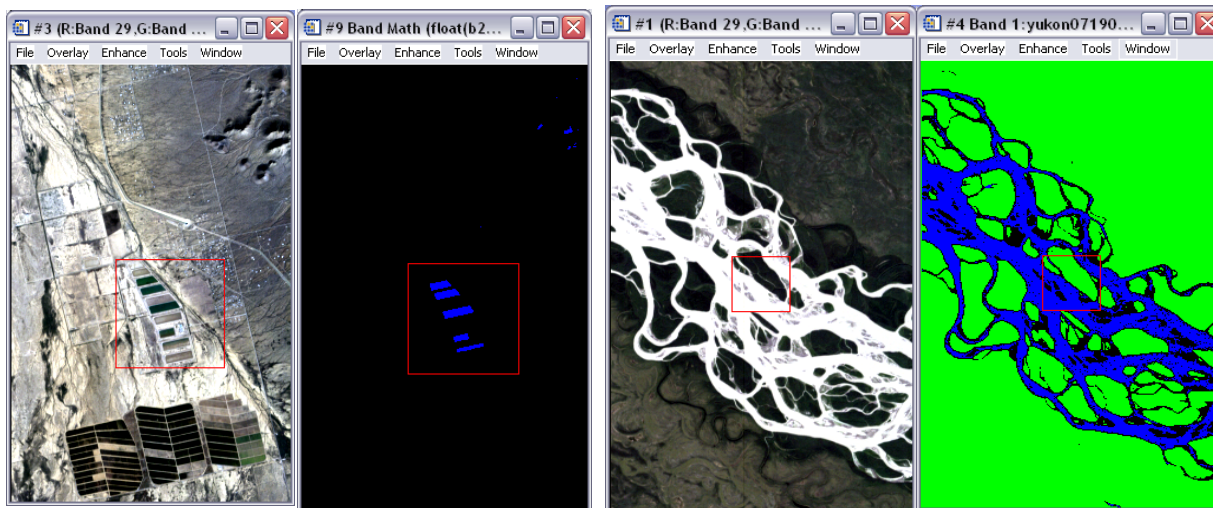 #3 (R:Band 29,G:Band ...
File Overlay Enhance Tools Window
#9 Band Math (float(b2...
File Overlay Enhance Tools Window
#1 (R:Band 29,G:Band ...
File Overlay Enhance Tools Window
#4 Band 1:yukon07190...
File Overlay Enhance Tools Window